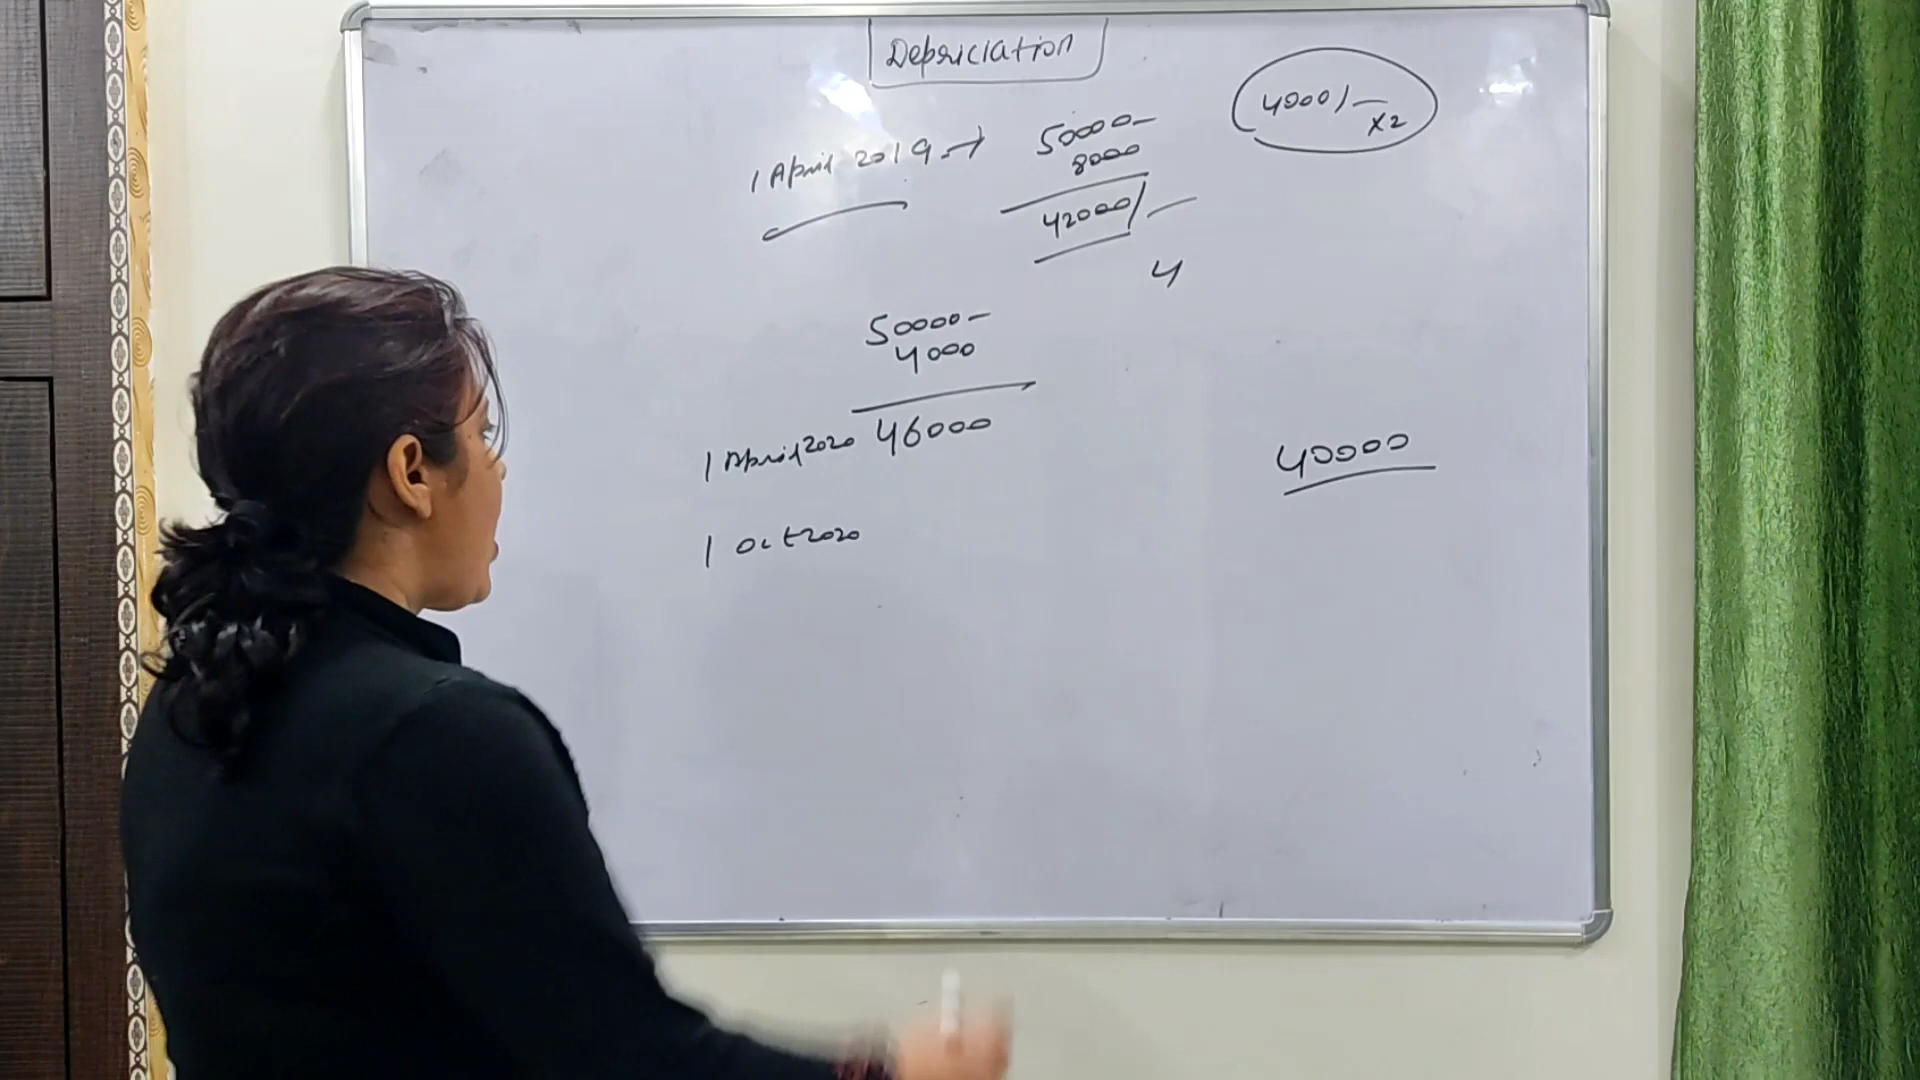 Depriciation
4000/-
x2
1 April 2019 → 50000-
8000
42000/-
4
50000-
4000
1 April 2020 46000
40000
1 Oct 2020